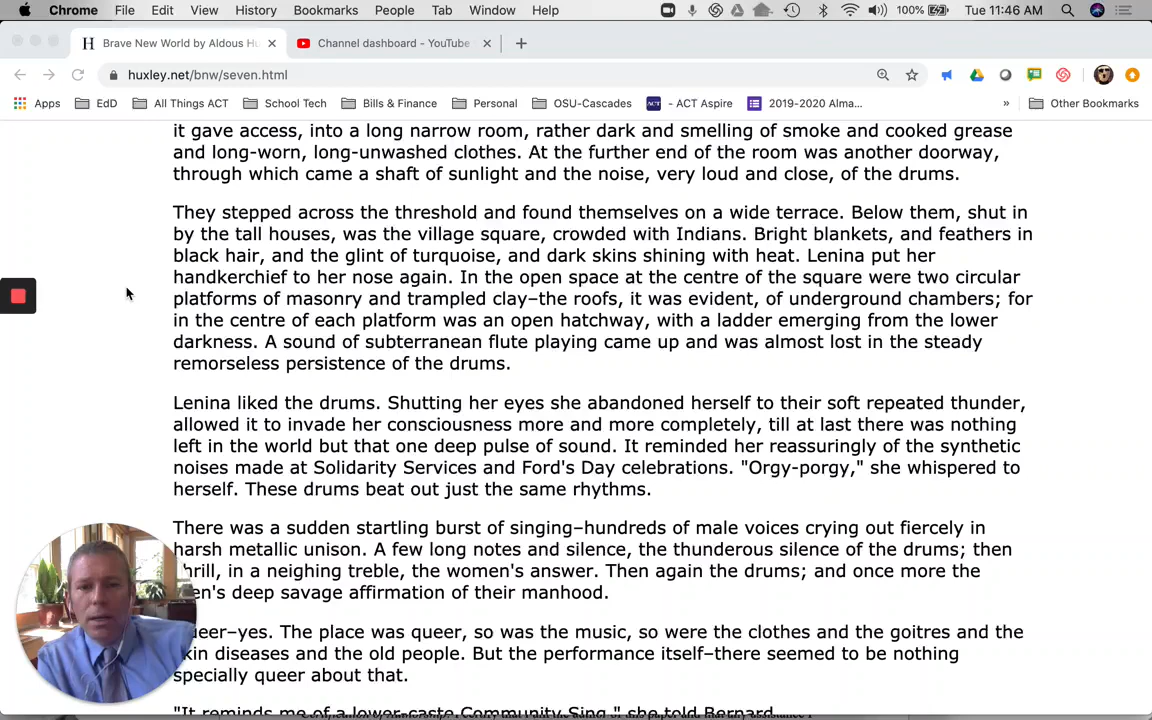 Chrome File Edit View History Bookmarks People Tab Window Help 100% Tue 11:46 AM
H Brave New World by Aldous Hu Channel dashboard - YouTube
huxley.net/bnw/seven.html
Apps EdD All Things ACT School Tech Bills & Finance Personal OSU-Cascades ACT - ACT Aspire 2019-2020 Alma... » Other Bookmarks
it gave access, into a long narrow room, rather dark and smelling of smoke and cooked grease
and long-worn, long-unwashed clothes. At the further end of the room was another doorway,
through which came a shaft of sunlight and the noise, very loud and close, of the drums.
They stepped across the threshold and found themselves on a wide terrace. Below them, shut in
by the tall houses, was the village square, crowded with Indians. Bright blankets, and feathers in
black hair, and the glint of turquoise, and dark skins shining with heat. Lenina put her
handkerchief to her nose again. In the open space at the centre of the square were two circular
platforms of masonry and trampled clay–the roofs, it was evident, of underground chambers; for
in the centre of each platform was an open hatchway, with a ladder emerging from the lower
darkness. A sound of subterranean flute playing came up and was almost lost in the steady
remorseless persistence of the drums.
Lenina liked the drums. Shutting her eyes she abandoned herself to their soft repeated thunder,
allowed it to invade her consciousness more and more completely, till at last there was nothing
left in the world but that one deep pulse of sound. It reminded her reassuringly of the synthetic
noises made at Solidarity Services and Ford's Day celebrations. "Orgy-porgy," she whispered to
herself. These drums beat out just the same rhythms.
There was a sudden startling burst of singing–hundreds of male voices crying out fiercely in
harsh metallic unison. A few long notes and silence, the thunderous silence of the drums; then
hrill, in a neighing treble, the women's answer. Then again the drums; and once more the
en's deep savage affirmation of their manhood.
ueer–yes. The place was queer, so was the music, so were the clothes and the goitres and the
kin diseases and the old people. But the performance itself–there seemed to be nothing
specially queer about that.
"It reminds me of a lower-caste Community Sing," she told Bernard.